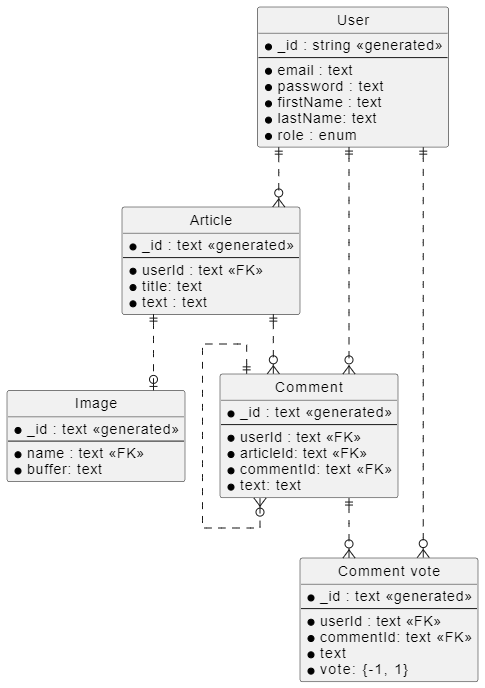 User
_id : string «generated»
email : text
password : text
firstName : text
lastName: text
role : enum
Article
_id : text «generated»
userId : text «FK»
title: text
text : text
Image
_id : text «generated»
name : text «FK»
buffer: text
Comment
_id : text «generated»
userId : text «FK»
articleId: text «FK»
commentId: text «FK»
text: text
Comment vote
_id : text «generated»
userId : text «FK»
commentId: text «FK»
text
vote: {-1, 1}